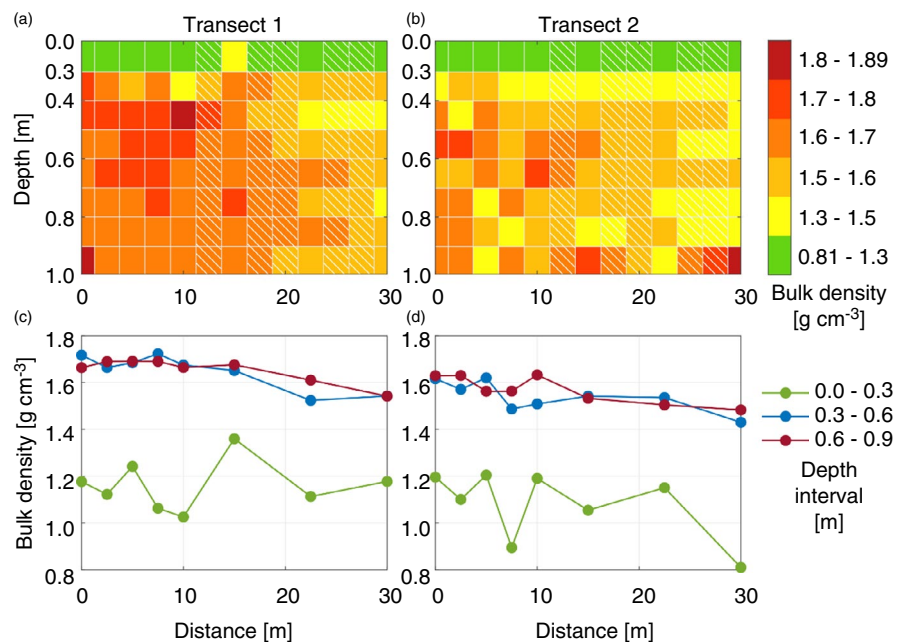 (a) Transect 1
(b) Transect 2
Depth [m]
0.0
0.3
0.4
0.6
0.8
1.0
0 10 20 30
0.0
0.3
0.4
0.6
0.8
1.0
0 10 20 30
1.8 - 1.89
1.7 - 1.8
1.6 - 1.7
1.5 - 1.6
1.3 - 1.5
0.81 - 1.3
Bulk density
[g cm⁻³]
(c)
Bulk density [g cm⁻³]
1.8
1.6
1.4
1.2
1.0
0.8
0 10 20 30
Distance [m]
(d)
1.8
1.6
1.4
1.2
1.0
0.8
0 10 20 30
Distance [m]
0.0 - 0.3
0.3 - 0.6
0.6 - 0.9
Depth
interval
[m]